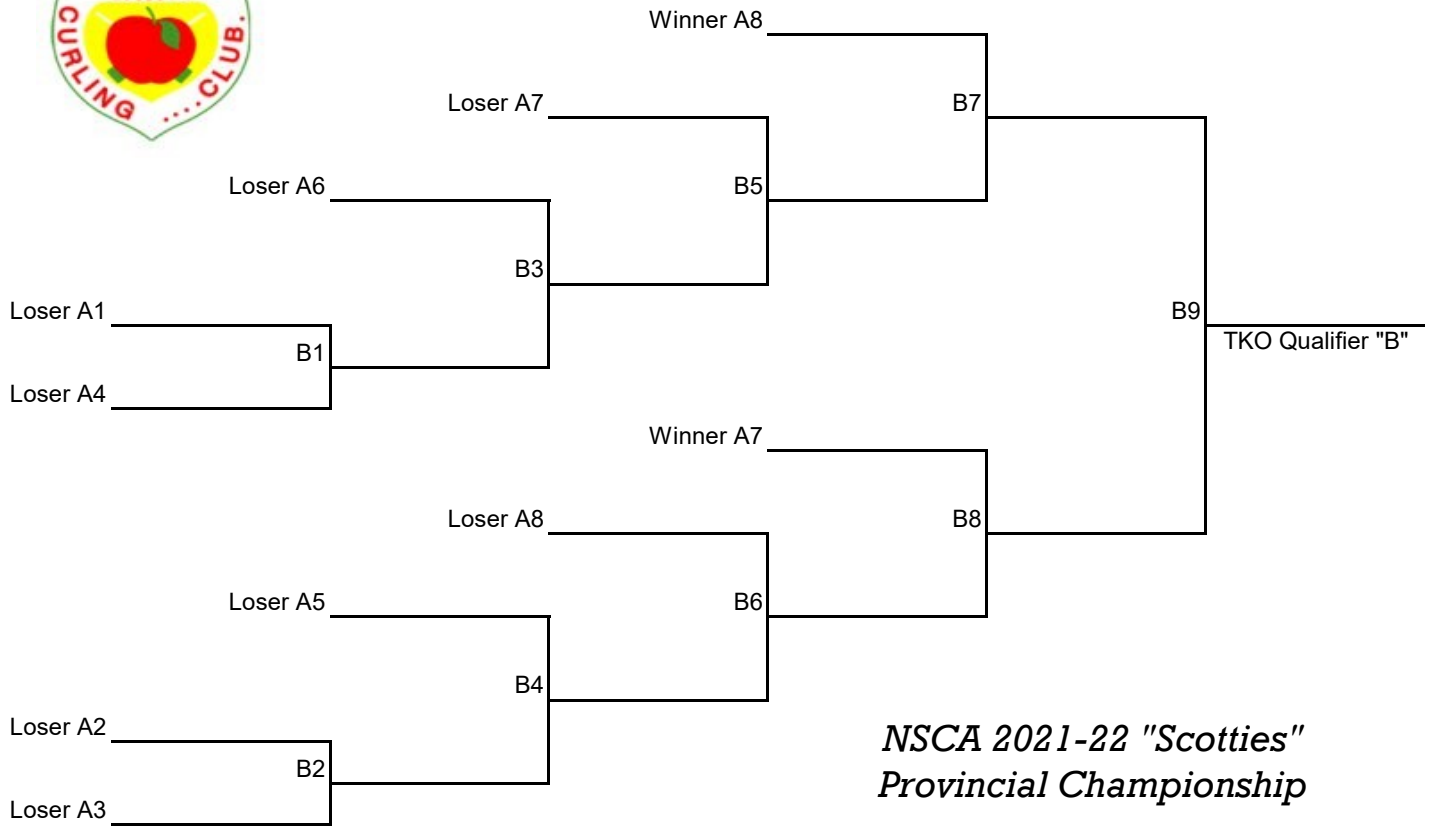 CURLING ....CLUB.
Winner A8
Loser A7
B7
Loser A6
B5
B3
Loser A1
B9
TKO Qualifier "B"
B1
Loser A4
Winner A7
Loser A8
B8
Loser A5
B6
B4
Loser A2
NSCA 2021-22 "Scotties"
B2
Provincial Championship
Loser A3